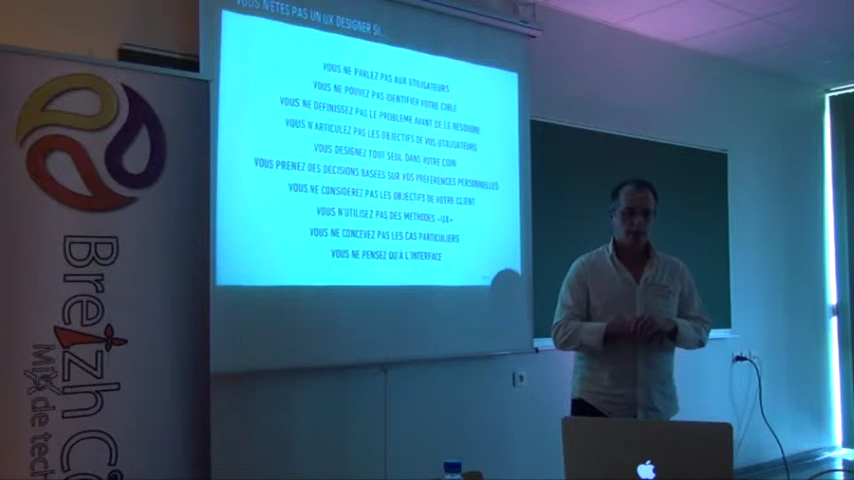 VOUS N'ÊTES PAS UN UX DESIGNER SI...
VOUS NE PARLEZ PAS AUX UTILISATEURS
VOUS NE POUVEZ PAS IDENTIFIER VOTRE CIBLE
VOUS NE DEFINISSEZ PAS LE PROBLEME AVANT DE LE RESOUDRE
VOUS N'ARTICULEZ PAS LES OBJECTIFS DE VOS UTILISATEURS
VOUS DESIGNEZ TOUT SEUL DANS VOTRE COIN
VOUS PRENEZ DES DECISIONS BASEES SUR VOS PREFERENCES PERSONNELLES
VOUS NE CONSIDEREZ PAS LES OBJECTIFS DE VOTRE CLIENT
VOUS N'UTILISEZ PAS DES METHODES «UX»
VOUS NE CONCEVEZ PAS LES CAS PARTICULIERS
VOUS NE PENSEZ QU'À L'INTERFACE
Breizh C
Mix de tech